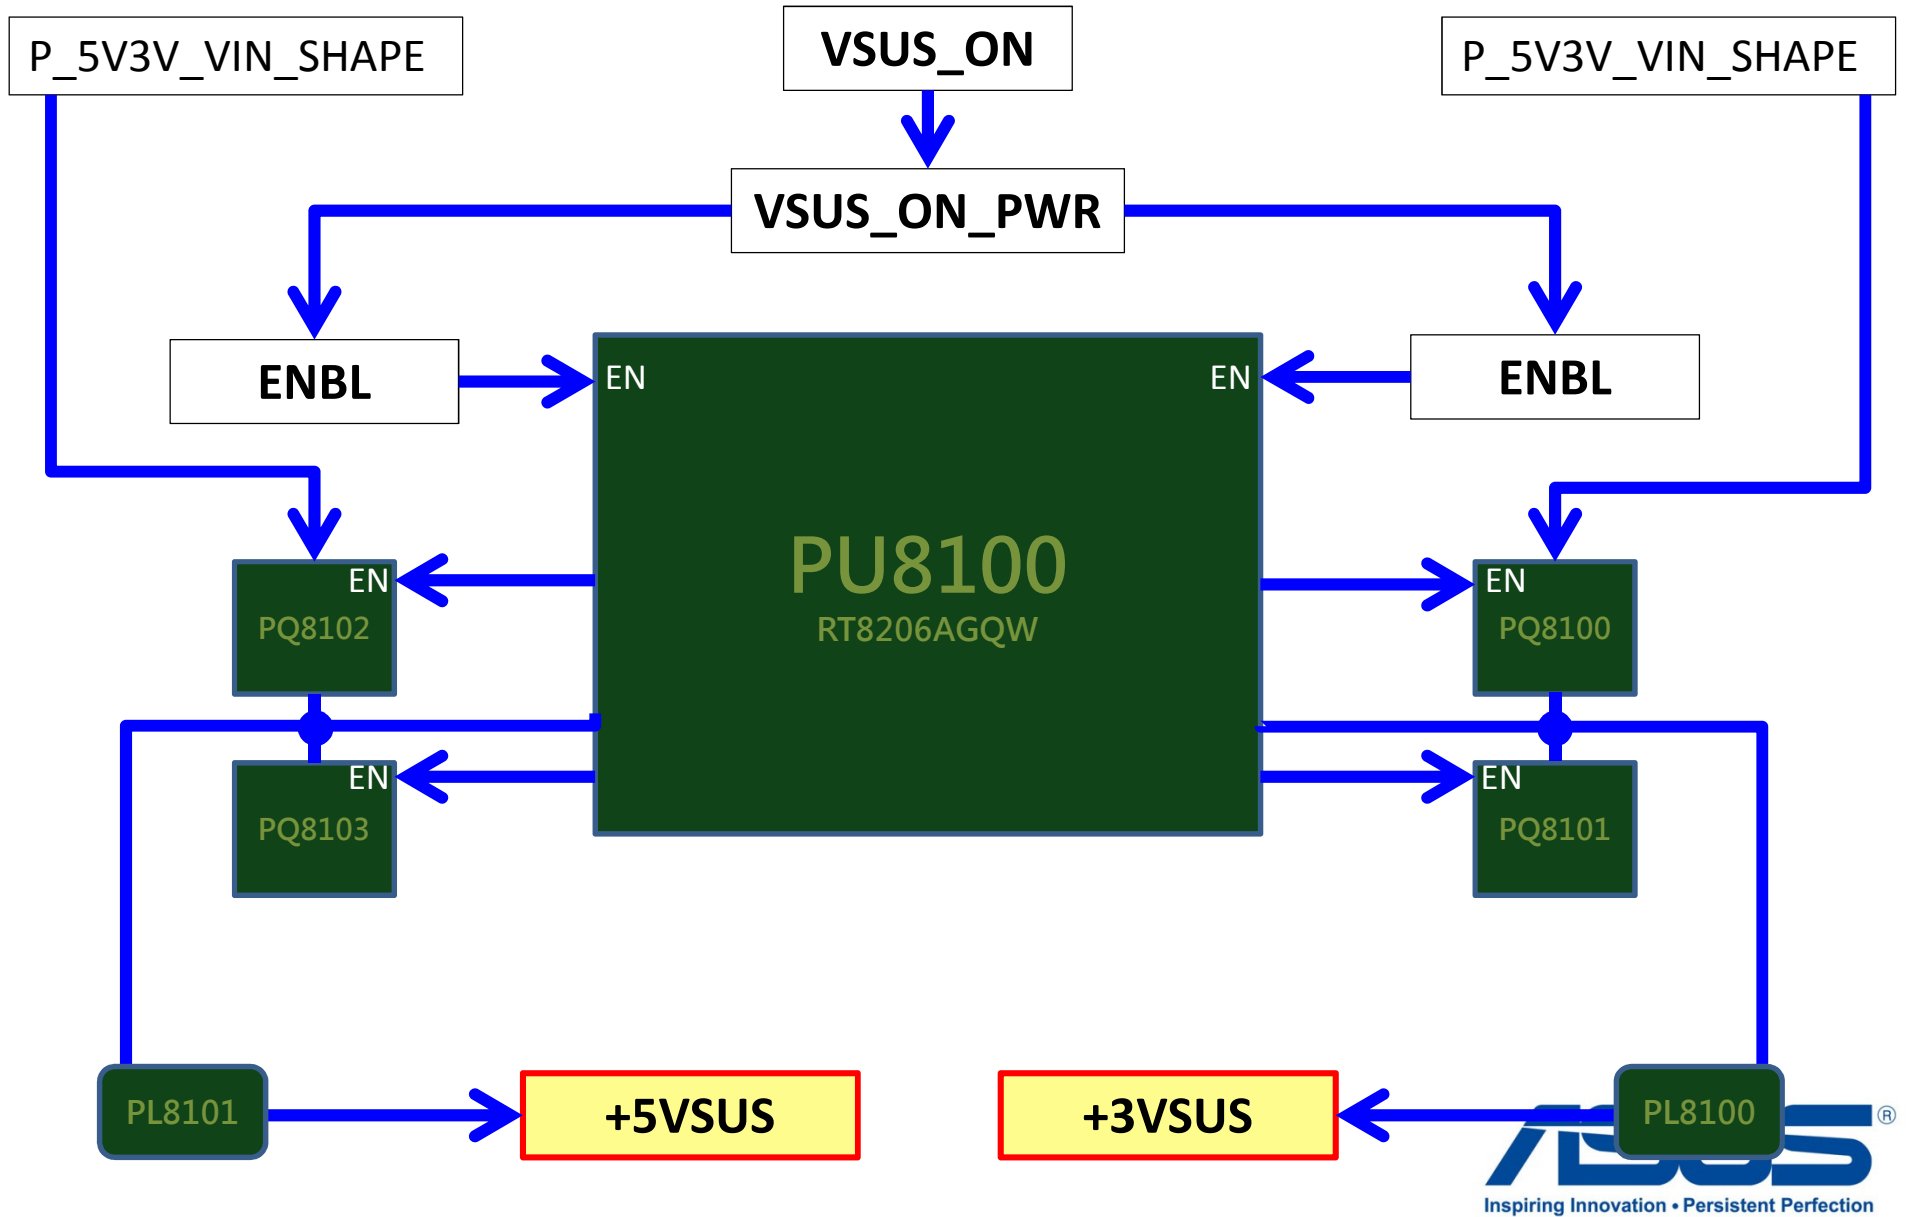 P_5V3V_VIN_SHAPE
VSUS_ON
P_5V3V_VIN_SHAPE
VSUS_ON_PWR
ENBL
EN
EN
ENBL
PU8100
RT8206AGQW
EN
PQ8102
EN
PQ8100
EN
PQ8103
EN
PQ8101
PL8101
+5VSUS
+3VSUS
PL8100
ASUS ®
Inspiring Innovation • Persistent Perfection